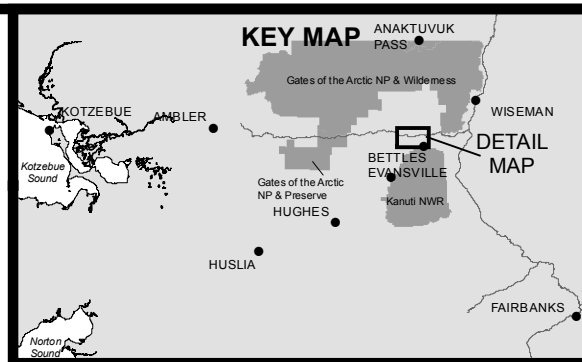 KEY MAP
ANAKTUVUK
PASS
Gates of the Arctic NP & Wilderness
KOTZEBUE
AMBLER
WISEMAN
Kotzebue
Sound
DETAIL
MAP
BETTLES
EVANSVILLE
Gates of the Arctic
NP & Preserve
Kanuti NWR
HUGHES
HUSLIA
FAIRBANKS
Norton
Sound